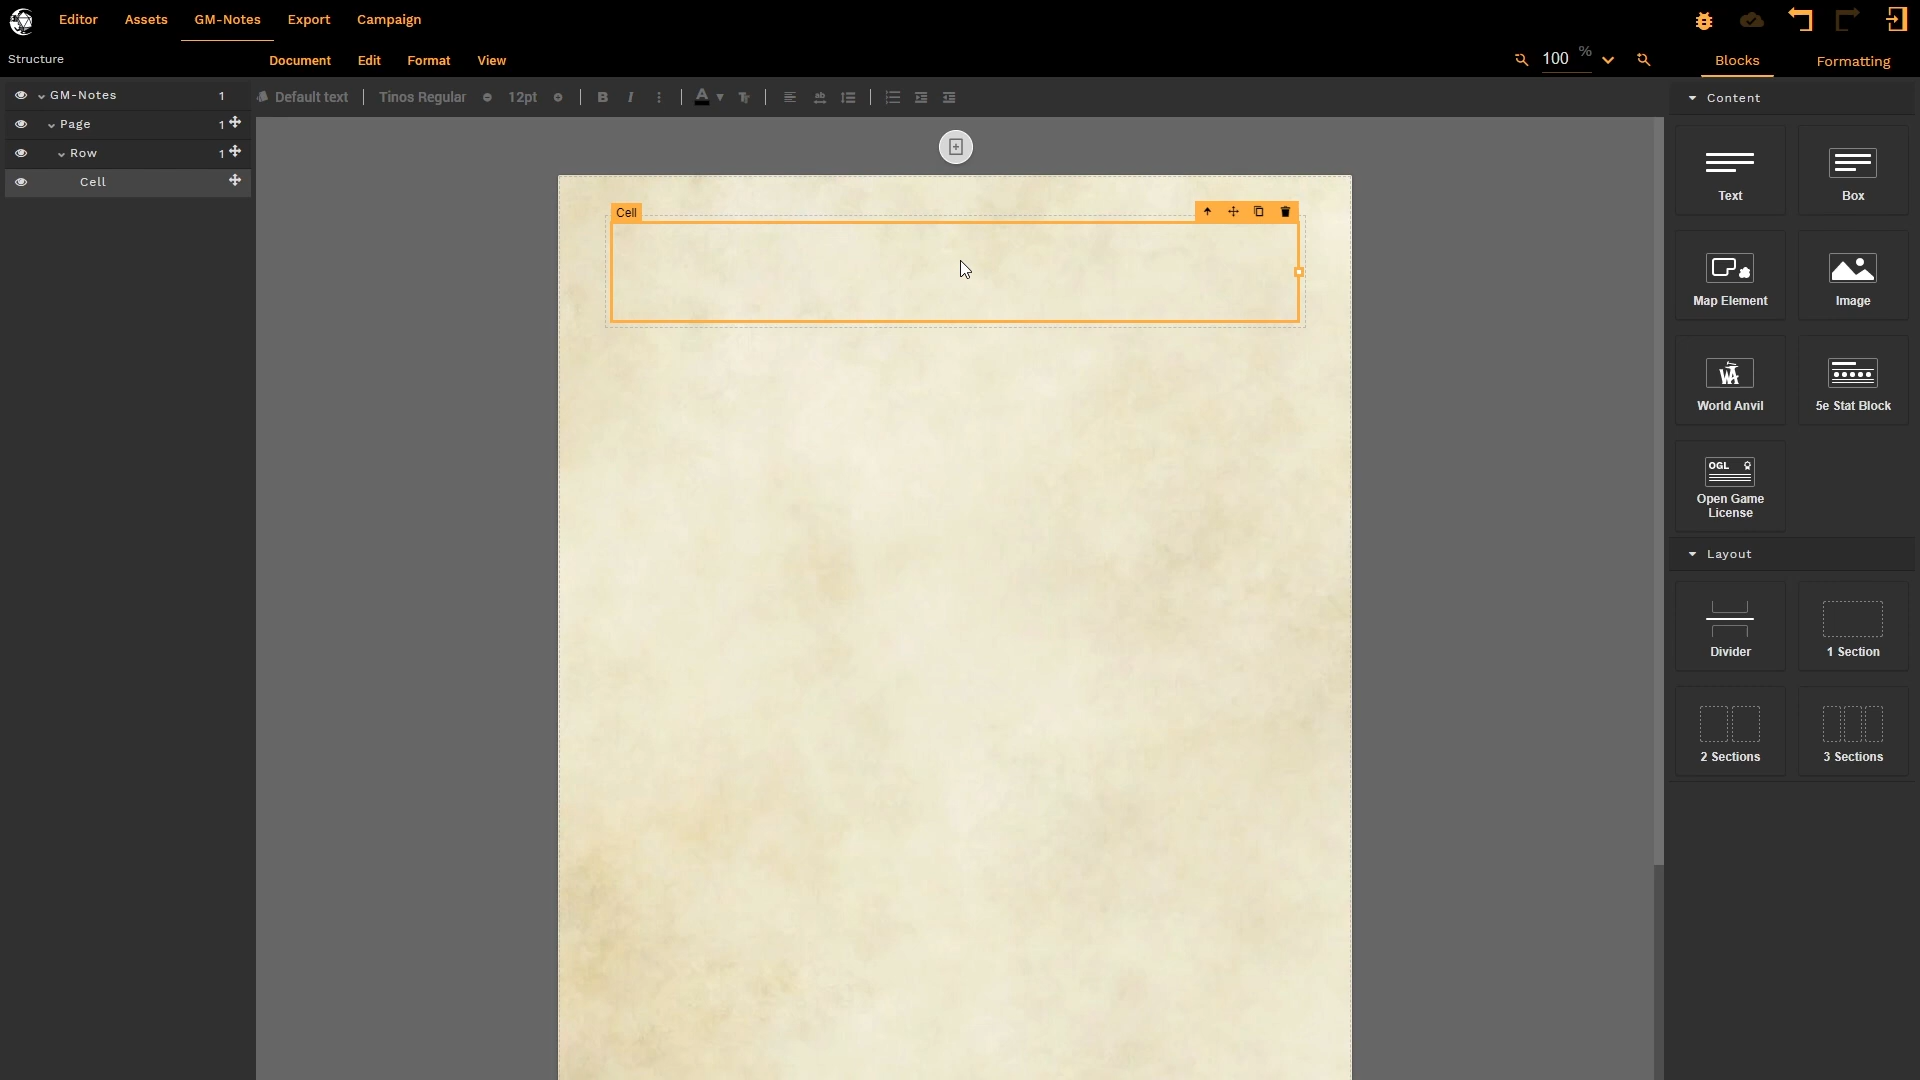 Editor Assets GM-Notes Export Campaign
Structure
Document Edit Format View
100 %
Blocks Formatting
GM-Notes 1
Page 1
Row 1
Cell
Default text Tinos Regular 12pt B I A Tт
Cell
Content
Text Box
Map Element Image
WA
World Anvil 5e Stat Block
OGL
Open Game
License
Layout
Divider 1 Section
2 Sections 3 Sections